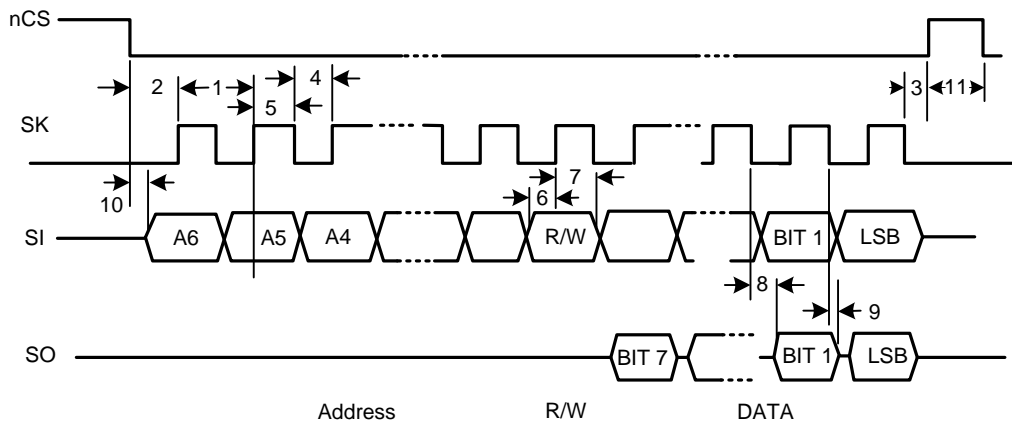 nCS
2 1 4 3 11
5
SK
10 6 7
SI A6 A5 A4 R/W BIT 1 LSB
8 9
SO BIT 7 BIT 1 LSB
Address R/W DATA